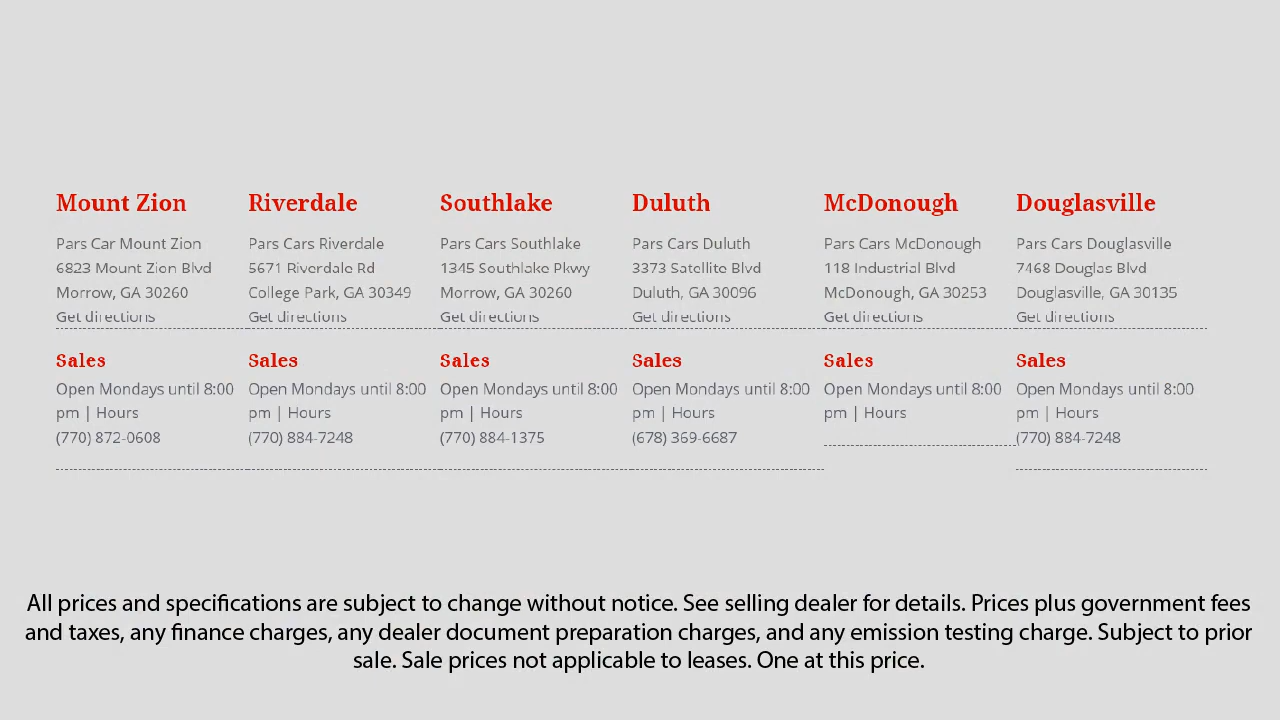 Mount Zion
Pars Car Mount Zion
6823 Mount Zion Blvd
Morrow, GA 30260
Get directions
Sales
Open Mondays until 8:00
pm | Hours
(770) 872-0608
Riverdale
Pars Cars Riverdale
5671 Riverdale Rd
College Park, GA 30349
Get directions
Sales
Open Mondays until 8:00
pm | Hours
(770) 884-7248
Southlake
Pars Cars Southlake
1345 Southlake Pkwy
Morrow, GA 30260
Get directions
Sales
Open Mondays until 8:00
pm | Hours
(770) 884-1375
Duluth
Pars Cars Duluth
3373 Satellite Blvd
Duluth, GA 30096
Get directions
Sales
Open Mondays until 8:00
pm | Hours
(678) 369-6687
McDonough
Pars Cars McDonough
118 Industrial Blvd
McDonough, GA 30253
Get directions
Sales
Open Mondays until 8:00
pm | Hours
Douglasville
Pars Cars Douglasville
7468 Douglas Blvd
Douglasville, GA 30135
Get directions
Sales
Open Mondays until 8:00
pm | Hours
(770) 884-7248
All prices and specifications are subject to change without notice. See selling dealer for details. Prices plus government fees
and taxes, any finance charges, any dealer document preparation charges, and any emission testing charge. Subject to prior
sale. Sale prices not applicable to leases. One at this price.